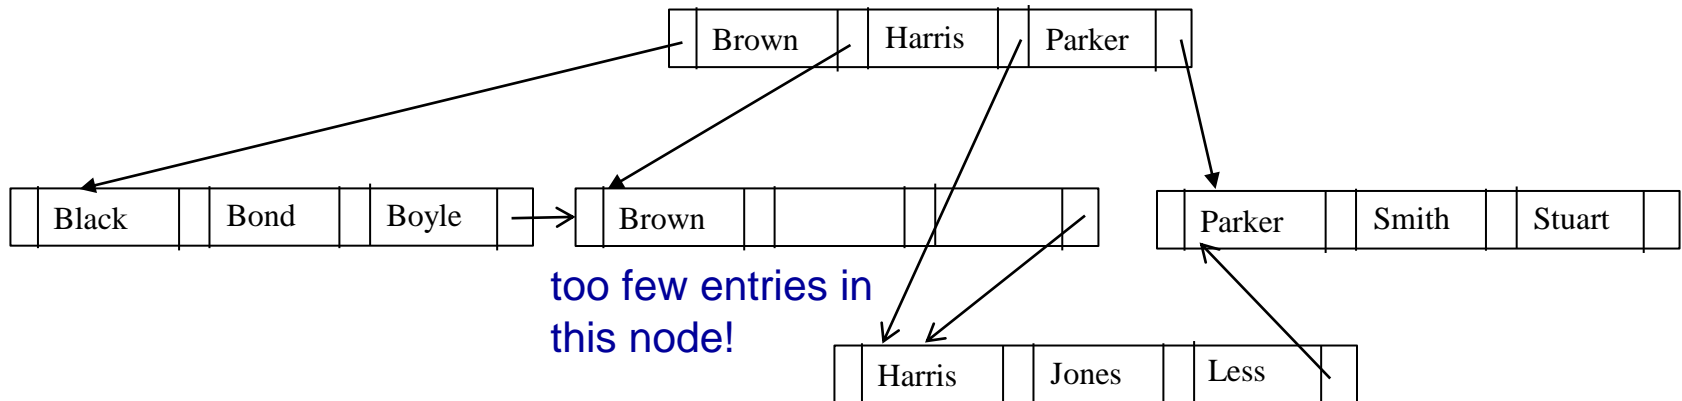 Brown Harris Parker
Black Bond Boyle Brown Parker Smith Stuart
too few entries in
this node!
Harris Jones Less